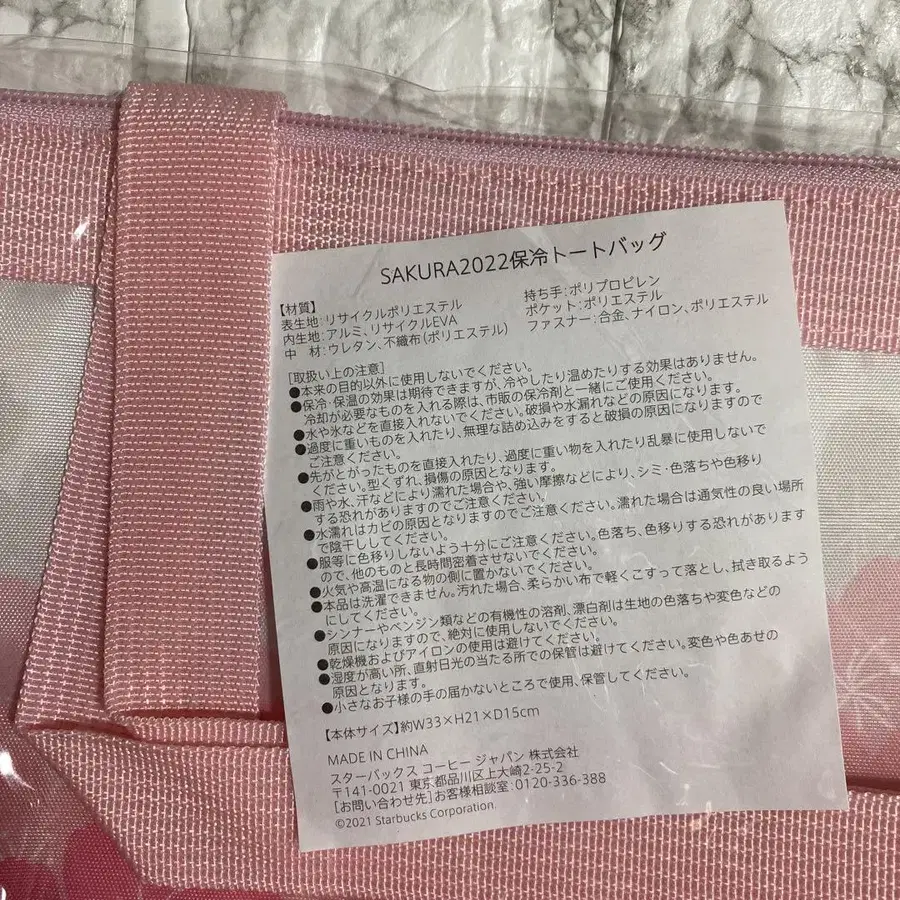 SAKURA2022保冷トートバッグ
【材質】
表生地:リサイクルポリエステル
内生地:アルミ、リサイクルEVA
中　材:ウレタン、不織布(ポリエステル)
持ち手:ポリプロピレン
ポケット:ポリエステル
ファスナー:合金、ナイロン、ポリエステル
[取扱い上の注意]
●本来の目的以外に使用しないでください。
●保冷・保温の効果は期待できますが、冷やしたり温めたりする効果はありません。
冷却が必要なものを入れる際は、市販の保冷剤と一緒にご使用ください。
●水や氷などを直接入れないでください。破損や水漏れなどの原因になります。
●過度に重いものを入れたり、無理な詰め込みをすると破損の原因になりますので
ご注意ください。
●先がとがったものを直接入れたり、過度に重い物を入れたり乱暴に使用しないで
ください。型くずれ、損傷の原因となります。
●雨や水、汗などにより濡れた場合や、強い摩擦などにより、シミ・色落ちや色移り
する恐れがありますのでご注意ください。
●水濡れはカビの原因となりますのでご注意ください。濡れた場合は通気性の良い場所
で陰干ししてください。
●服等に色移りしないよう十分にご注意ください。色落ち、色移りする恐れがあります
ので、他のものと長時間密着させないでください。
●火気や高温になる物の側に置かないでください。
●本品は洗濯できません。汚れた場合、柔らかい布で軽くこすって落とし、拭き取るよう
にしてください。
●シンナーやベンジン類などの有機性の溶剤、漂白剤は生地の色落ちや変色などの
原因になりますので、絶対に使用しないでください。
●乾燥機およびアイロンの使用は避けてください。
●湿度が高い所、直射日光の当たる所での保管は避けてください。変色や色あせの
原因となります。
●小さなお子様の手の届かないところで使用、保管してください。
【本体サイズ】約W33×H21×D15cm
MADE IN CHINA
スターバックス コーヒー ジャパン 株式会社
〒141-0021 東京都品川区上大崎2-25-2
[お問い合わせ先]お客様相談室:0120-336-388
©2021 Starbucks Corporation.